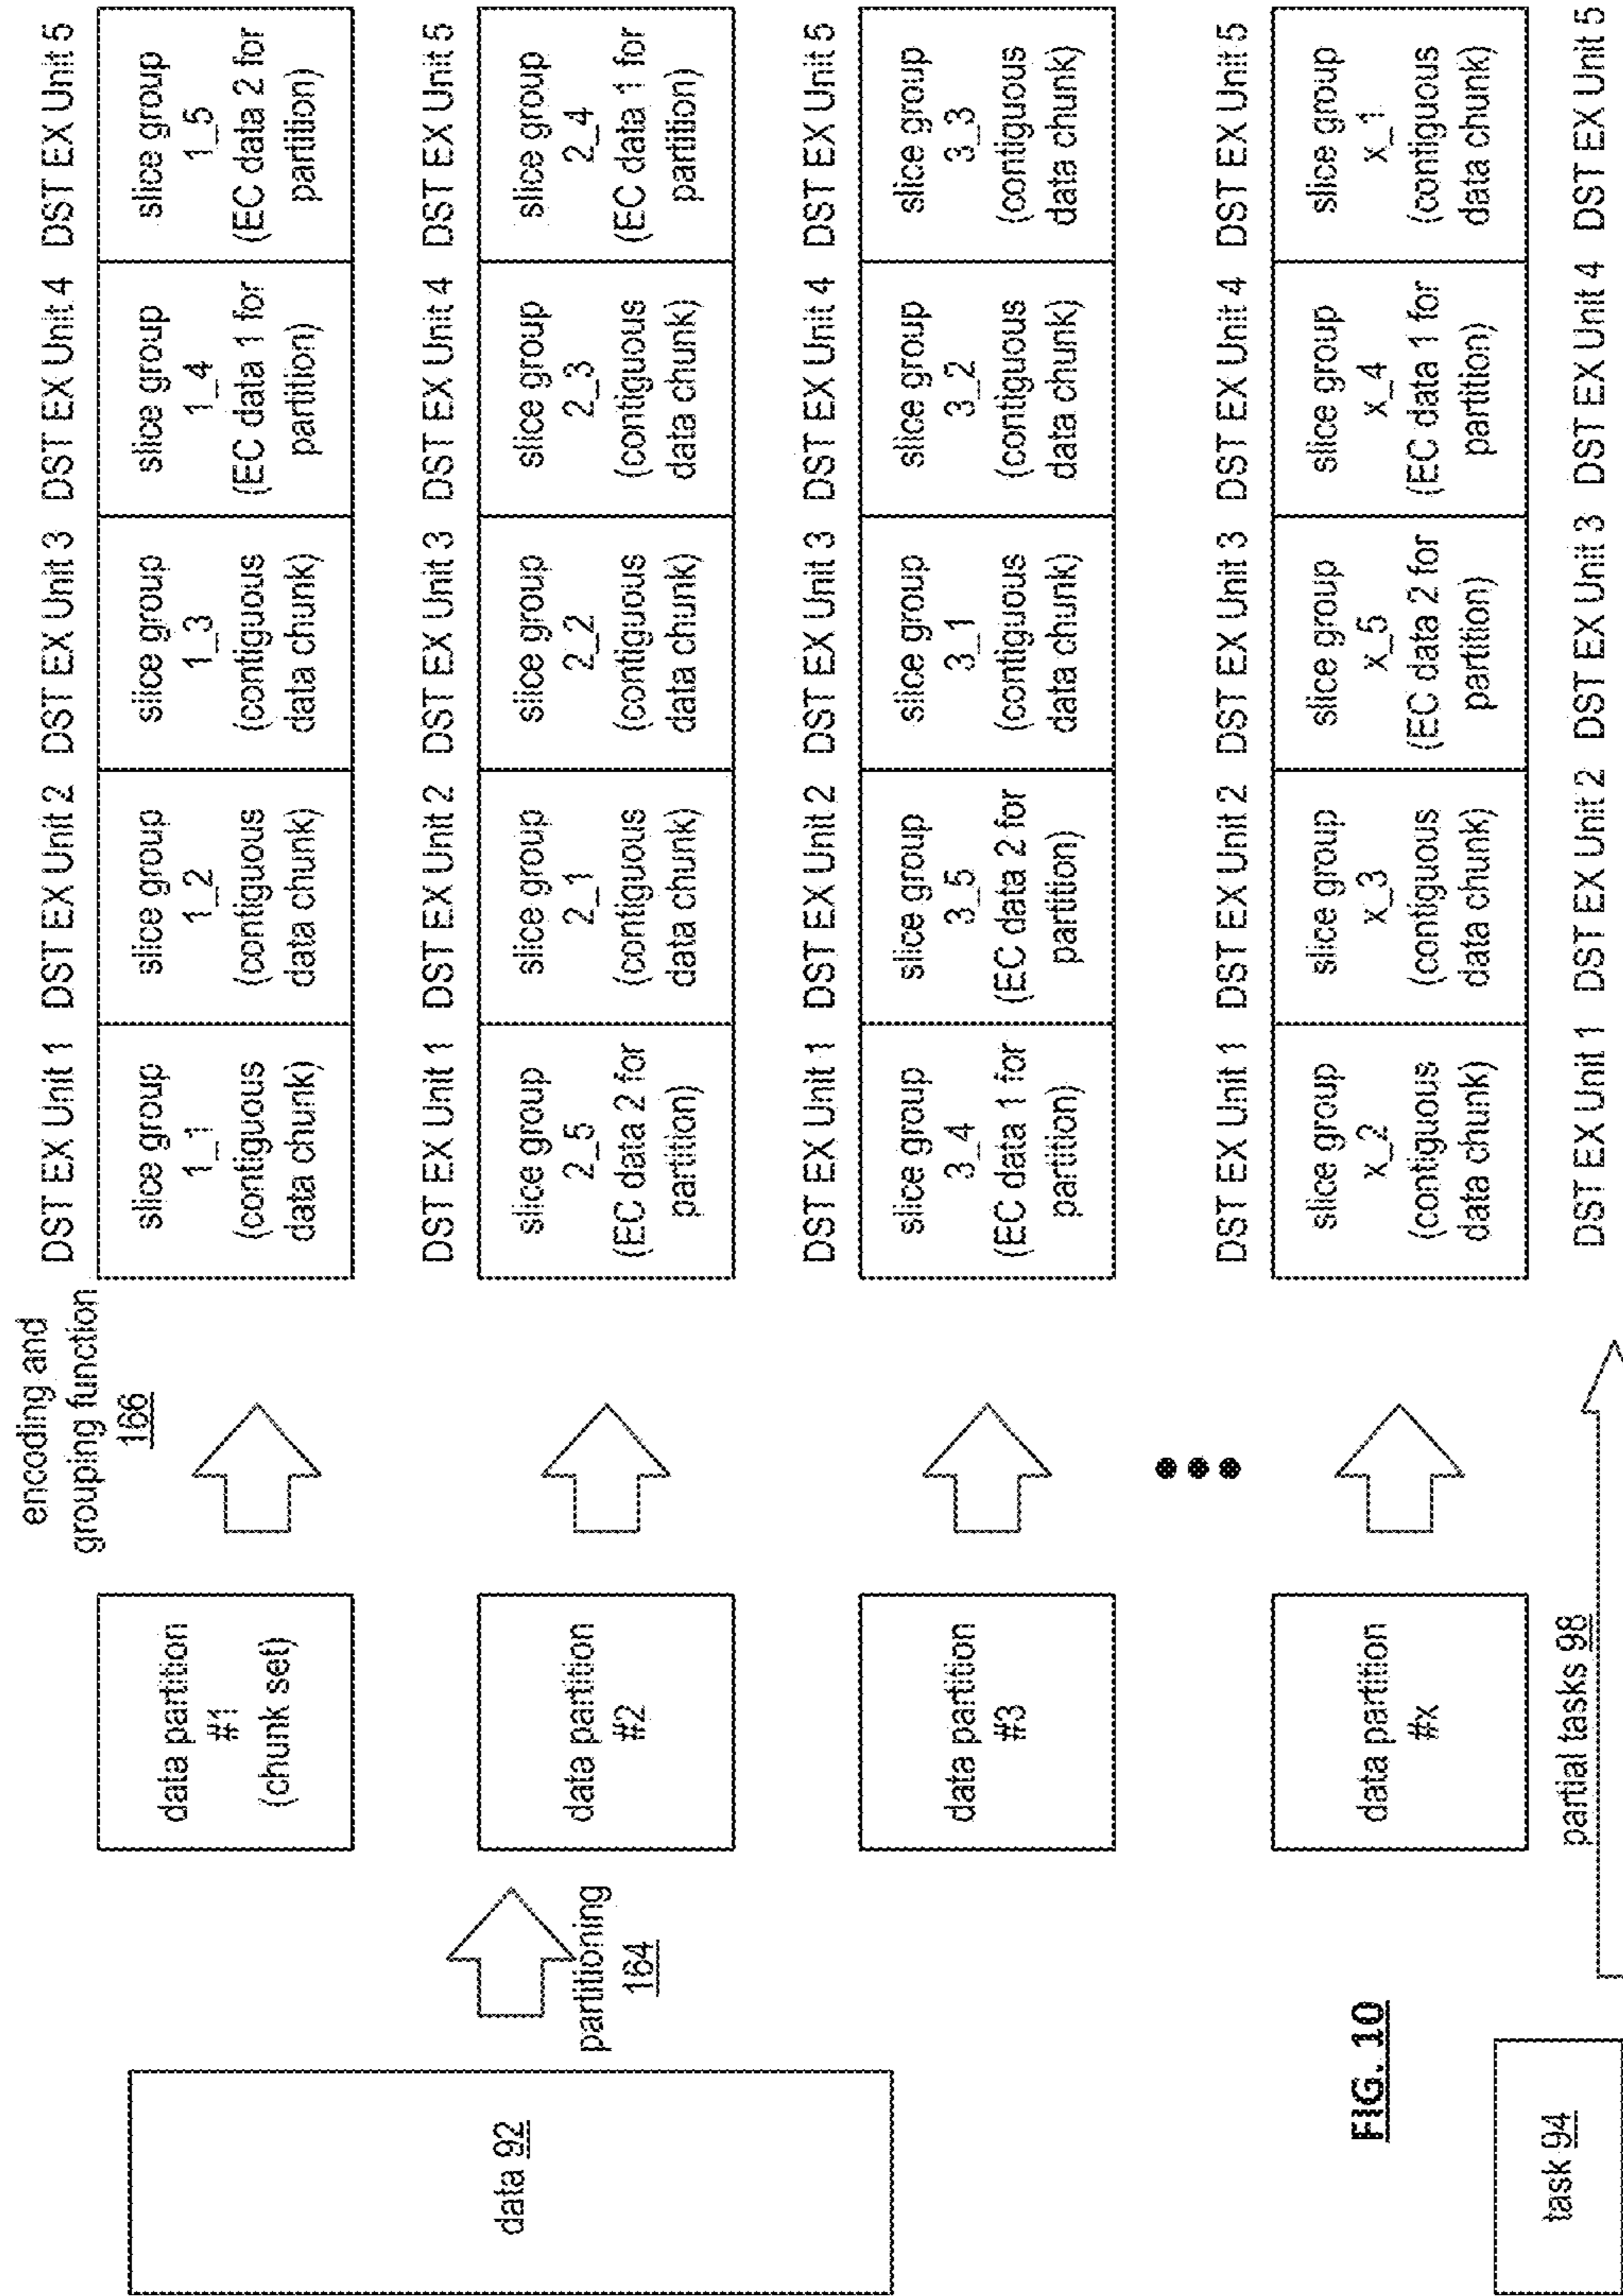 encoding and
grouping function
166
data 92
partitioning
164
data partition
#1
(chunk set)
DST EX Unit 1 DST EX Unit 2 DST EX Unit 3 DST EX Unit 4 DST EX Unit 5
slice group
1_1
(contiguous
data chunk)
slice group
1_2
(contiguous
data chunk)
slice group
1_3
(contiguous
data chunk)
slice group
1_4
(EC data 1 for
partition)
slice group
1_5
(EC data 2 for
partition)
data partition
#2
DST EX Unit 1 DST EX Unit 2 DST EX Unit 3 DST EX Unit 4 DST EX Unit 5
slice group
2_5
(EC data 2 for
partition)
slice group
2_1
(contiguous
data chunk)
slice group
2_2
(contiguous
data chunk)
slice group
2_3
(contiguous
data chunk)
slice group
2_4
(EC data 1 for
partition)
data partition
#3
DST EX Unit 1 DST EX Unit 2 DST EX Unit 3 DST EX Unit 4 DST EX Unit 5
slice group
3_4
(EC data 1 for
partition)
slice group
3_5
(EC data 2 for
partition)
slice group
3_1
(contiguous
data chunk)
slice group
3_2
(contiguous
data chunk)
slice group
3_3
(contiguous
data chunk)
data partition
#x
DST EX Unit 1 DST EX Unit 2 DST EX Unit 3 DST EX Unit 4 DST EX Unit 5
slice group
x_2
(contiguous
data chunk)
slice group
x_3
(contiguous
data chunk)
slice group
x_5
(EC data 2 for
partition)
slice group
x_4
(EC data 1 for
partition)
slice group
x_1
(contiguous
data chunk)
FIG. 10
task 94
partial tasks 98
DST EX Unit 1 DST EX Unit 2 DST EX Unit 3 DST EX Unit 4 DST EX Unit 5